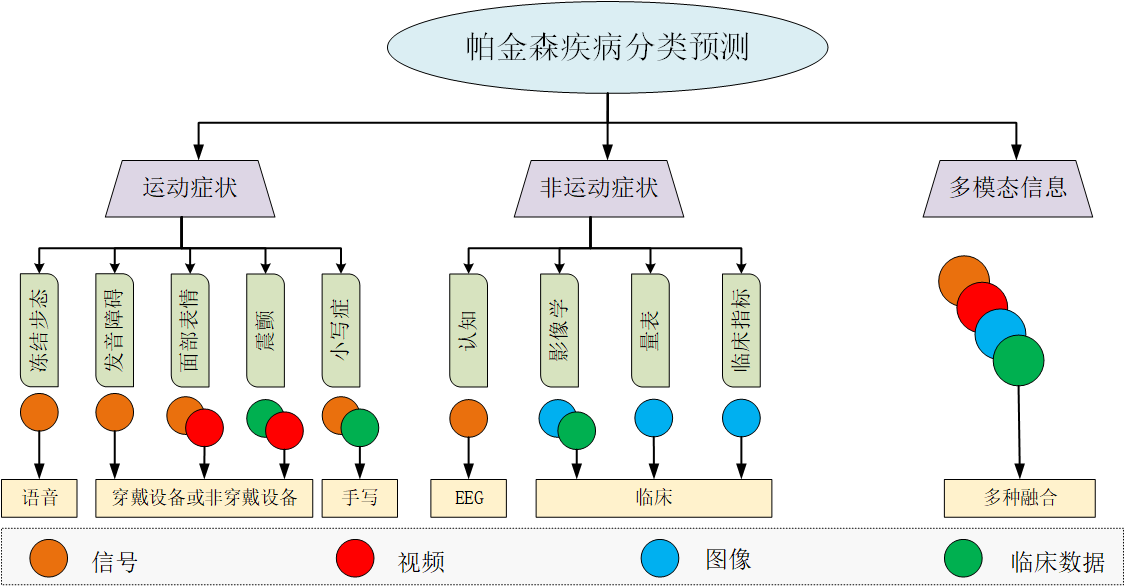 帕金森疾病分类预测
运动症状
非运动症状
多模态信息
冻结步态
发音障碍
面部表情
震颤
小写症
认知
影像学
量表
临床指标
语音
穿戴设备或非穿戴设备
手写
EEG
临床
多种融合
信号
视频
图像
临床数据